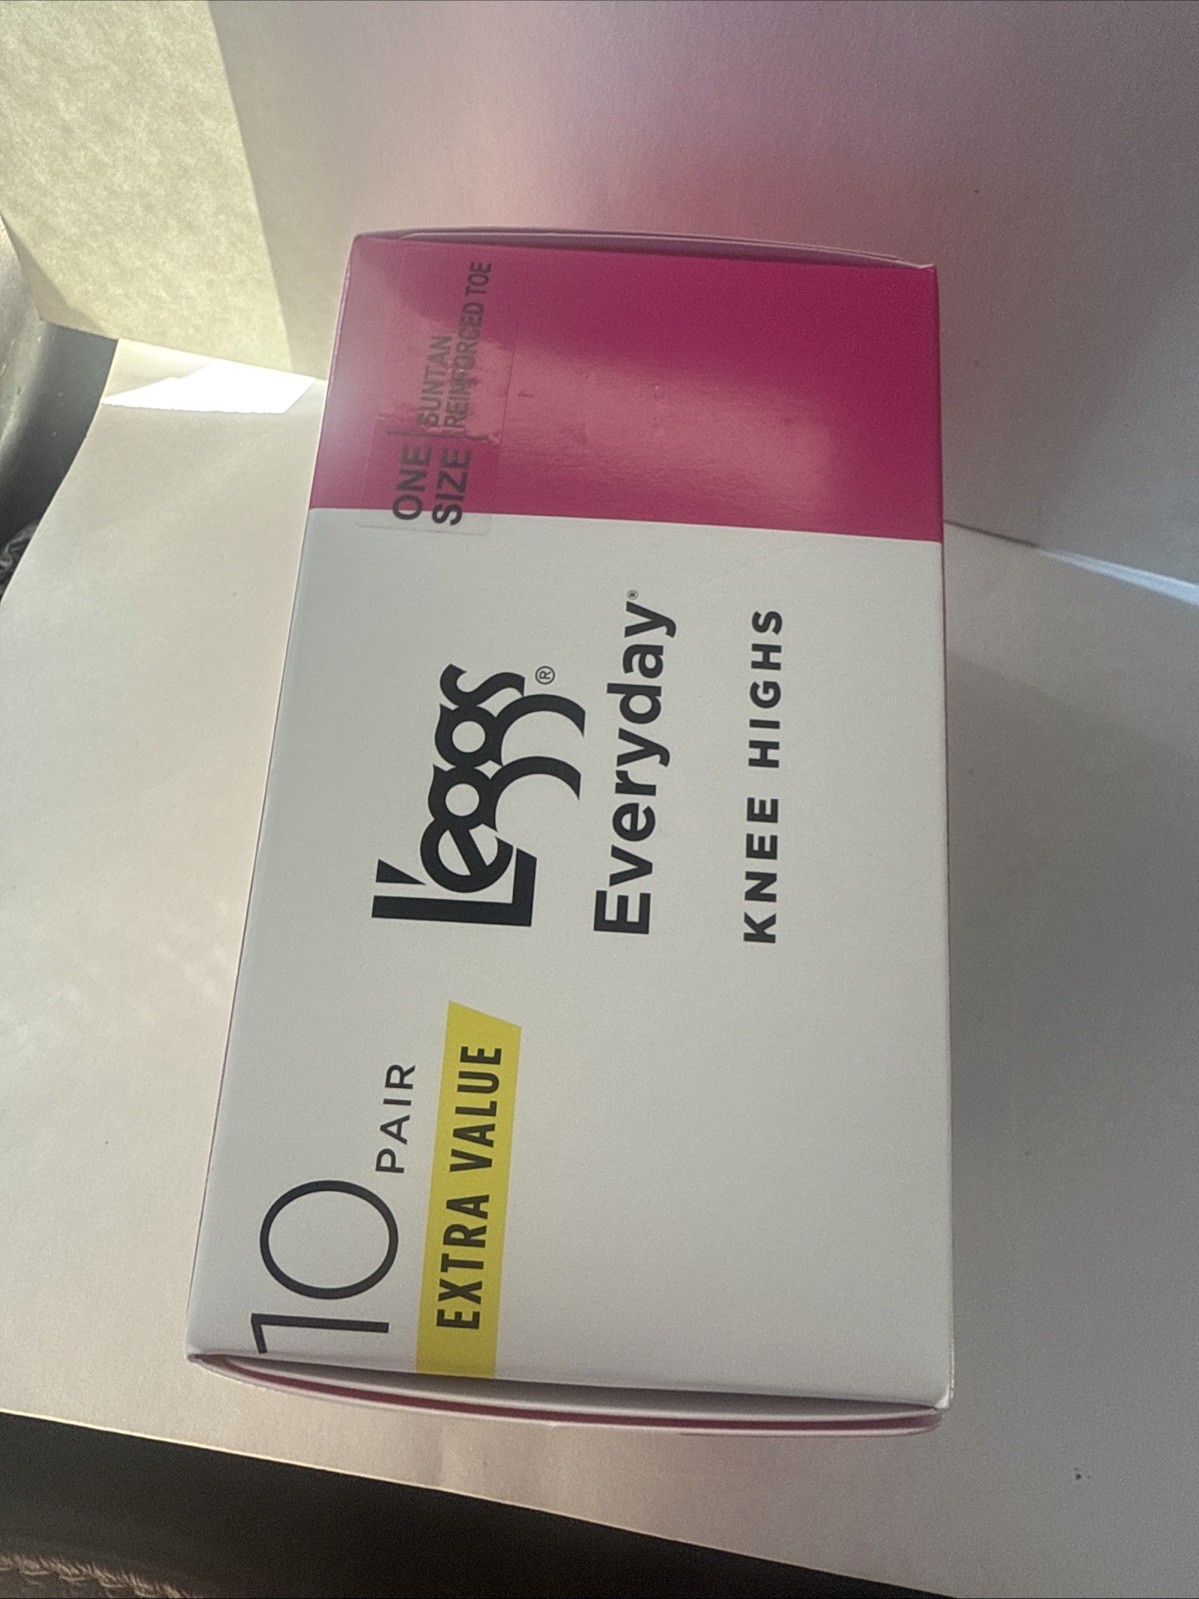 10 PAIR
EXTRA VALUE
L'eggs®
Everyday®
KNEE HIGHS
ONE SIZE
SUNTAN
REINFORCED TOE